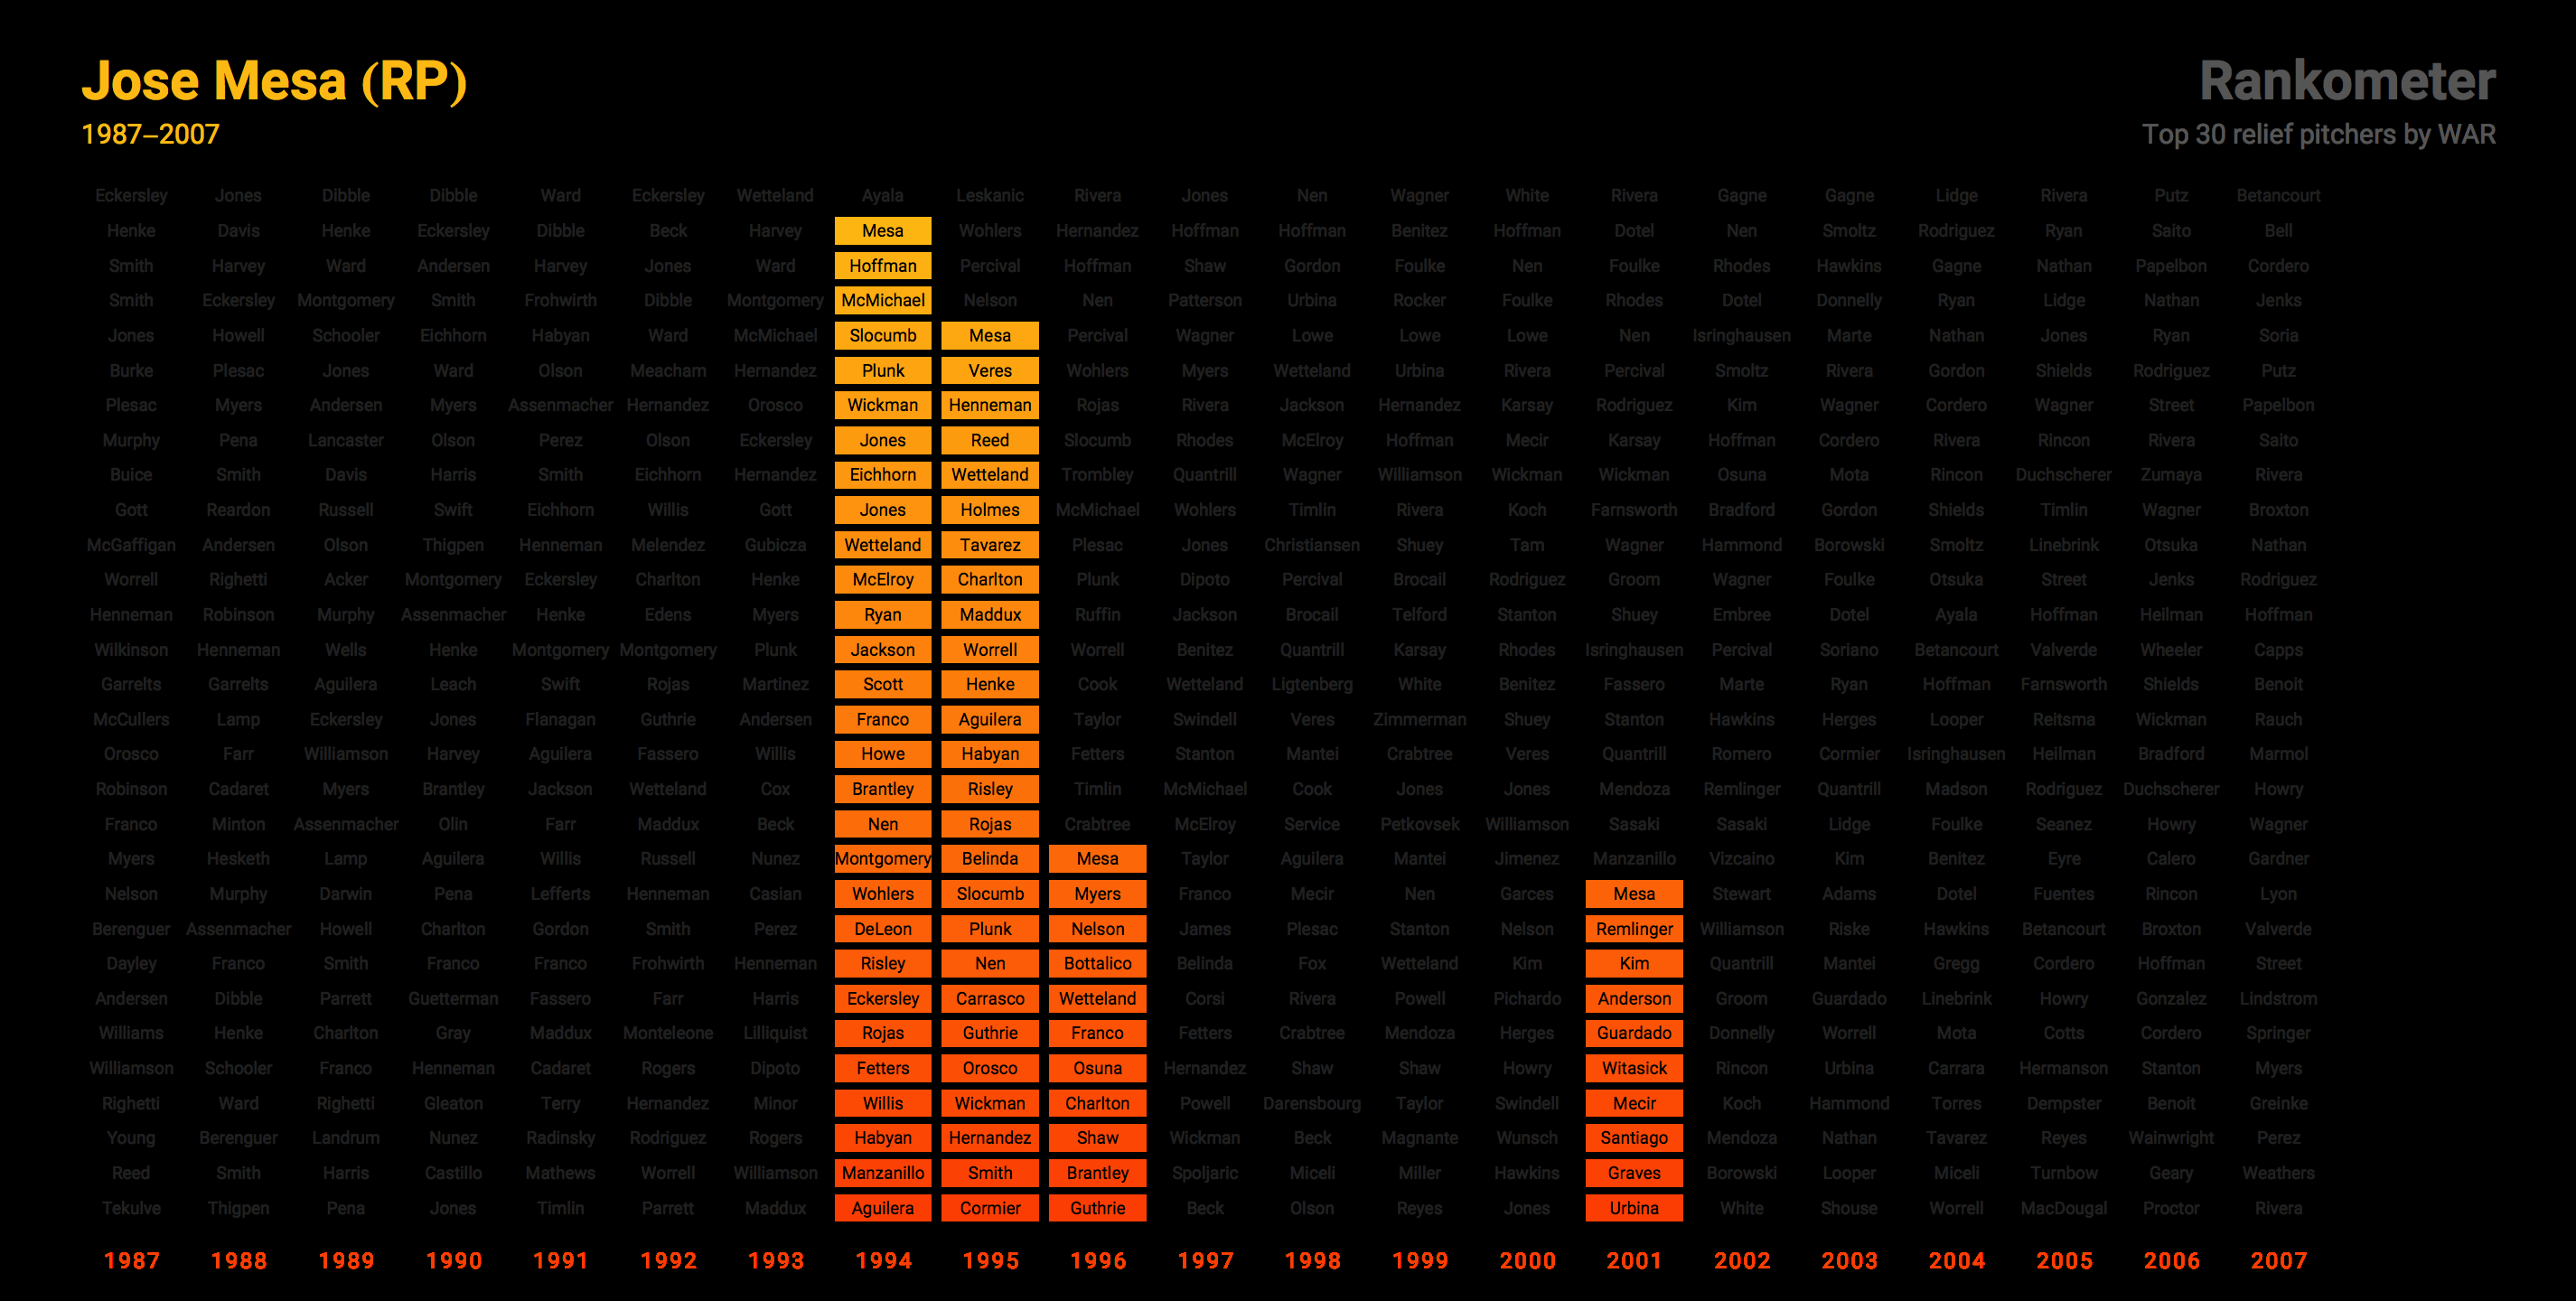 Jose Mesa (RP)
Rankometer
1987–2007
Top 30 relief pitchers by WAR
Eckersley Jones Dibble Dibble Ward Eckersley Wetteland Ayala Leskanic Rivera Jones Nen Wagner White Rivera Gagne Gagne Lidge Rivera Putz Betancourt
Henke Davis Henke Eckersley Dibble Beck Harvey Mesa Wohlers Hernandez Hoffman Hoffman Benitez Hoffman Dotel Nen Smoltz Rodriguez Ryan Saito Bell
Smith Harvey Ward Andersen Harvey Jones Ward Hoffman Percival Hoffman Shaw Gordon Foulke Nen Foulke Rhodes Hawkins Gagne Nathan Papelbon Cordero
Smith Eckersley Montgomery Smith Frohwirth Dibble Montgomery McMichael Nelson Nen Patterson Urbina Rocker Foulke Rhodes Dotel Donnelly Ryan Lidge Nathan Jenks
Jones Howell Schooler Eichhorn Habyan Ward McMichael Slocumb Mesa Percival Wagner Lowe Lowe Lowe Nen Isringhausen Marte Nathan Jones Ryan Soria
Burke Plesac Jones Ward Olson Meacham Hernandez Plunk Veres Wohlers Myers Wetteland Urbina Rivera Percival Smoltz Rivera Gordon Shields Rodriguez Putz
Plesac Myers Andersen Myers Assenmacher Hernandez Orosco Wickman Henneman Rojas Rivera Jackson Hernandez Karsay Rodriguez Kim Wagner Cordero Wagner Street Papelbon
Murphy Pena Lancaster Olson Perez Olson Eckersley Jones Reed Slocumb Rhodes McElroy Hoffman Mecir Karsay Hoffman Cordero Rivera Rincon Rivera Saito
Buice Smith Davis Harris Smith Eichhorn Hernandez Eichhorn Wetteland Trombley Quantrill Wagner Williamson Wickman Wickman Osuna Mota Rincon Duchscherer Zumaya Rivera
Gott Reardon Russell Swift Eichhorn Willis Gott Jones Holmes McMichael Wohlers Timlin Rivera Koch Farnsworth Bradford Gordon Shields Timlin Wagner Broxton
McGaffigan Andersen Olson Thigpen Henneman Melendez Gubicza Wetteland Tavarez Plesac Jones Christiansen Shuey Tam Wagner Hammond Borowski Smoltz Linebrink Otsuka Nathan
Worrell Righetti Acker Montgomery Eckersley Charlton Henke McElroy Charlton Plunk Dipoto Percival Brocail Rodriguez Groom Wagner Foulke Otsuka Street Jenks Rodriguez
Henneman Robinson Murphy Assenmacher Henke Edens Myers Ryan Maddux Ruffin Jackson Brocail Telford Stanton Shuey Embree Dotel Ayala Hoffman Heilman Hoffman
Wilkinson Henneman Wells Henke Montgomery Montgomery Plunk Jackson Worrell Worrell Benitez Quantrill Karsay Rhodes Isringhausen Percival Soriano Betancourt Valverde Wheeler Capps
Garrelts Garrelts Aguilera Leach Swift Rojas Martinez Scott Henke Cook Wetteland Ligtenberg White Benitez Fassero Marte Ryan Hoffman Farnsworth Shields Benoit
McCullers Lamp Eckersley Jones Flanagan Guthrie Andersen Franco Aguilera Taylor Swindell Veres Zimmerman Shuey Stanton Hawkins Herges Looper Reitsma Wickman Rauch
Orosco Farr Williamson Harvey Aguilera Fassero Willis Howe Habyan Fetters Stanton Mantei Crabtree Veres Quantrill Romero Cormier Isringhausen Heilman Bradford Marmol
Robinson Cadaret Myers Brantley Jackson Wetteland Cox Brantley Risley Timlin McMichael Cook Jones Jones Mendoza Remlinger Quantrill Madson Rodriguez Duchscherer Howry
Franco Minton Assenmacher Olin Farr Maddux Beck Nen Rojas Crabtree McElroy Service Petkovsek Williamson Sasaki Sasaki Lidge Foulke Seanez Howry Wagner
Myers Hesketh Lamp Aguilera Willis Russell Nunez Montgomery Belinda Mesa Taylor Aguilera Mantei Jimenez Manzanillo Vizcaino Kim Benitez Eyre Calero Gardner
Nelson Murphy Darwin Pena Lefferts Henneman Casian Wohlers Slocumb Myers Franco Mecir Nen Garces Mesa Stewart Adams Dotel Fuentes Rincon Lyon
Berenguer Assenmacher Howell Charlton Gordon Smith Perez DeLeon Plunk Nelson James Plesac Stanton Nelson Remlinger Williamson Riske Hawkins Betancourt Broxton Valverde
Dayley Franco Smith Franco Franco Frohwirth Henneman Risley Nen Bottalico Belinda Fox Wetteland Kim Kim Quantrill Mantei Gregg Cordero Hoffman Street
Andersen Dibble Parrett Guetterman Fassero Farr Harris Eckersley Carrasco Wetteland Corsi Rivera Powell Pichardo Anderson Groom Guardado Linebrink Howry Gonzalez Lindstrom
Williams Henke Charlton Gray Maddux Monteleone Lilliquist Rojas Guthrie Franco Fetters Crabtree Mendoza Herges Guardado Donnelly Worrell Mota Cotts Cordero Springer
Williamson Schooler Franco Henneman Cadaret Rogers Dipoto Fetters Orosco Osuna Hernandez Shaw Shaw Howry Witasick Rincon Urbina Carrara Hermanson Stanton Myers
Righetti Ward Righetti Gleaton Terry Hernandez Minor Willis Wickman Charlton Powell Darensbourg Taylor Swindell Mecir Koch Hammond Torres Dempster Benoit Greinke
Young Berenguer Landrum Nunez Radinsky Rodriguez Rogers Habyan Hernandez Shaw Wickman Beck Magnante Wunsch Santiago Mendoza Nathan Tavarez Reyes Wainwright Perez
Reed Smith Harris Castillo Mathews Worrell Williamson Manzanillo Smith Brantley Spoljaric Miceli Miller Hawkins Graves Borowski Looper Miceli Turnbow Geary Weathers
Tekulve Thigpen Pena Jones Timlin Parrett Maddux Aguilera Cormier Guthrie Beck Olson Reyes Jones Urbina White Shouse Worrell MacDougal Proctor Rivera
1987 1988 1989 1990 1991 1992 1993 1994 1995 1996 1997 1998 1999 2000 2001 2002 2003 2004 2005 2006 2007